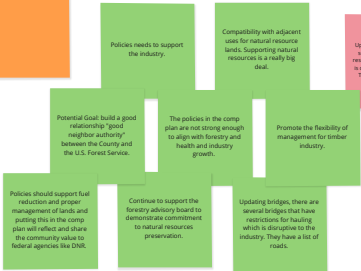 Policies needs to support
the industry.
Compatibility with adjacent
uses for natural resource
lands. Supporting natural
resources is a really big
deal.
Potential Goal: build a good
relationship "good
neighbor authority"
between the County and
the U.S. Forest Service.
The policies in the comp
plan are not strong enough
to align with forestry and
health and industry
growth.
Promote the flexibility of
management for timber
industry.
Policies should support fuel
reduction and proper
management of lands and
putting this in the comp
plan will reflect and share
the community value to
federal agencies like DNR.
Continue to support the
forestry advisory board to
demonstrate commitment
to natural resources
preservation.
Updating bridges, there are
several bridges that have
restrictions for hauling
which is disruptive to the
industry. They have a list of
roads.